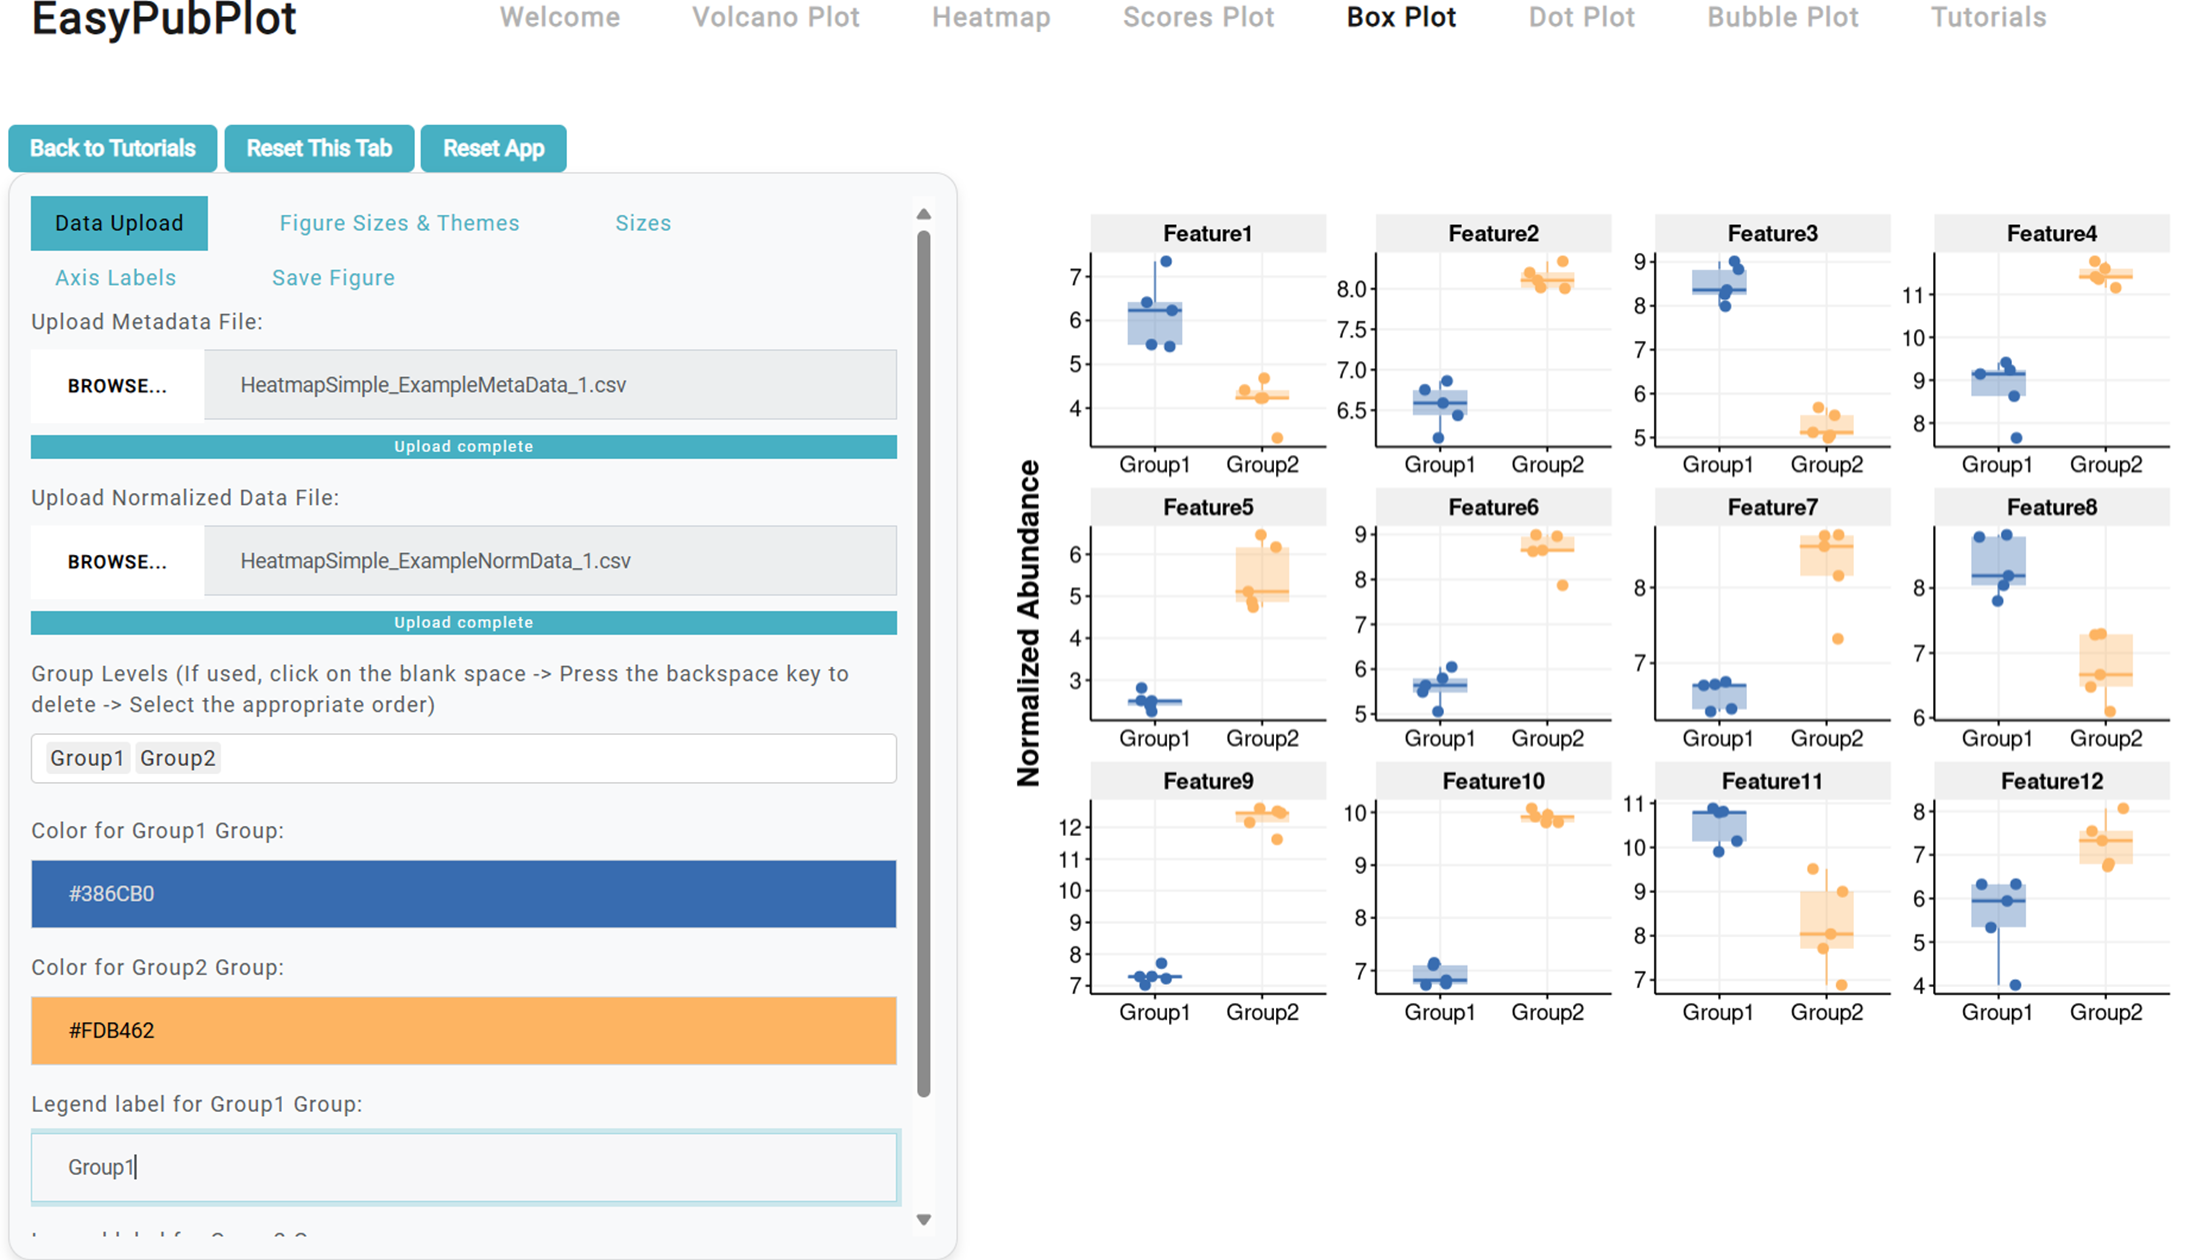 EasyPubPlot
Welcome Volcano Plot Heatmap Scores Plot Box Plot Dot Plot Bubble Plot Tutorials
Back to Tutorials Reset This Tab Reset App
Data Upload Figure Sizes & Themes Sizes
Axis Labels Save Figure
Upload Metadata File:
BROWSE... HeatmapSimple_ExampleMetaData_1.csv
Upload complete
Upload Normalized Data File:
BROWSE... HeatmapSimple_ExampleNormData_1.csv
Upload complete
Group Levels (If used, click on the blank space -> Press the backspace key to
delete -> Select the appropriate order)
Group1 Group2
Color for Group1 Group:
#386CB0
Color for Group2 Group:
#FDB462
Legend label for Group1 Group:
Group1
Normalized Abundance
Feature1
7
6
5
4
Group1 Group2
Feature2
8.0
7.5
7.0
6.5
Group1 Group2
Feature3
9
8
7
6
5
Group1 Group2
Feature4
11
10
9
8
Group1 Group2
Feature5
6
5
4
3
Group1 Group2
Feature6
9
8
7
6
5
Group1 Group2
Feature7
8
7
Group1 Group2
Feature8
8
7
6
Group1 Group2
Feature9
12
11
10
9
8
7
Group1 Group2
Feature10
10
9
8
7
Group1 Group2
Feature11
11
10
9
8
7
Group1 Group2
Feature12
8
7
6
5
4
Group1 Group2